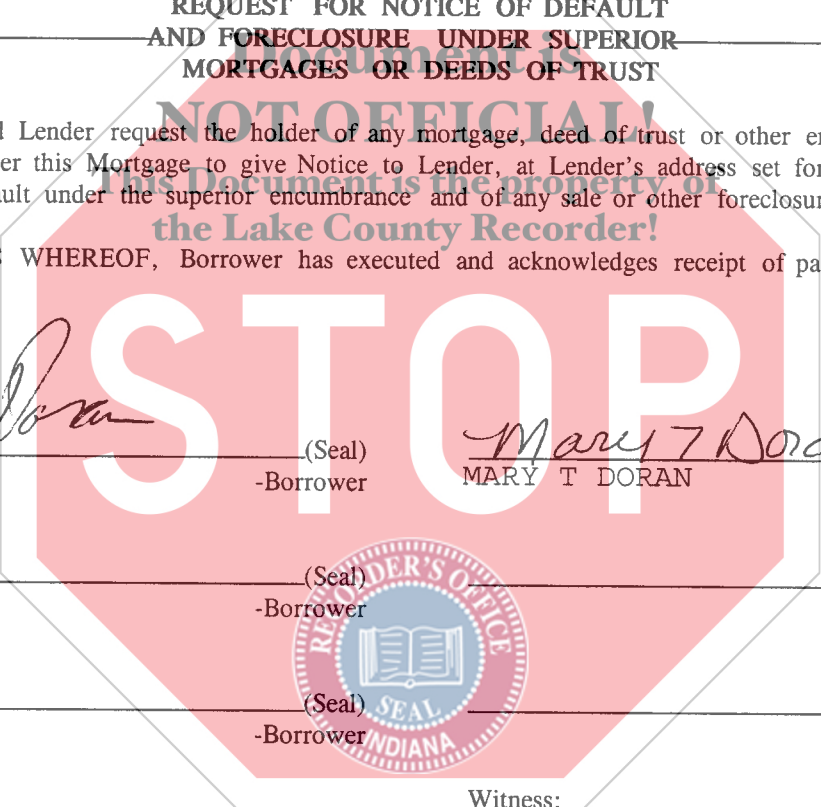 REQUEST FOR NOTICE OF DEFAULT
AND FORECLOSURE UNDER SUPERIOR
Document is
MORTGAGES OR DEEDS OF TRUST
NOT OFFICIAL!
Lender request the holder of any mortgage, deed of trust or other
this Mortgage to give Notice to Lender, at Lender's address set
This Document is the property of
under the superior encumbrance and of any sale or other
the Lake County Recorder!
WHEREOF, Borrower has executed and acknowledges receipt of
STOP
Doran
Mary T
(Seal)
-Borrower
MARY T DORAN
(Seal)
-Borrower
RECORDER'S OFFICE
(Seal)
SEAL
-Borrower
INDIANA
Witness: